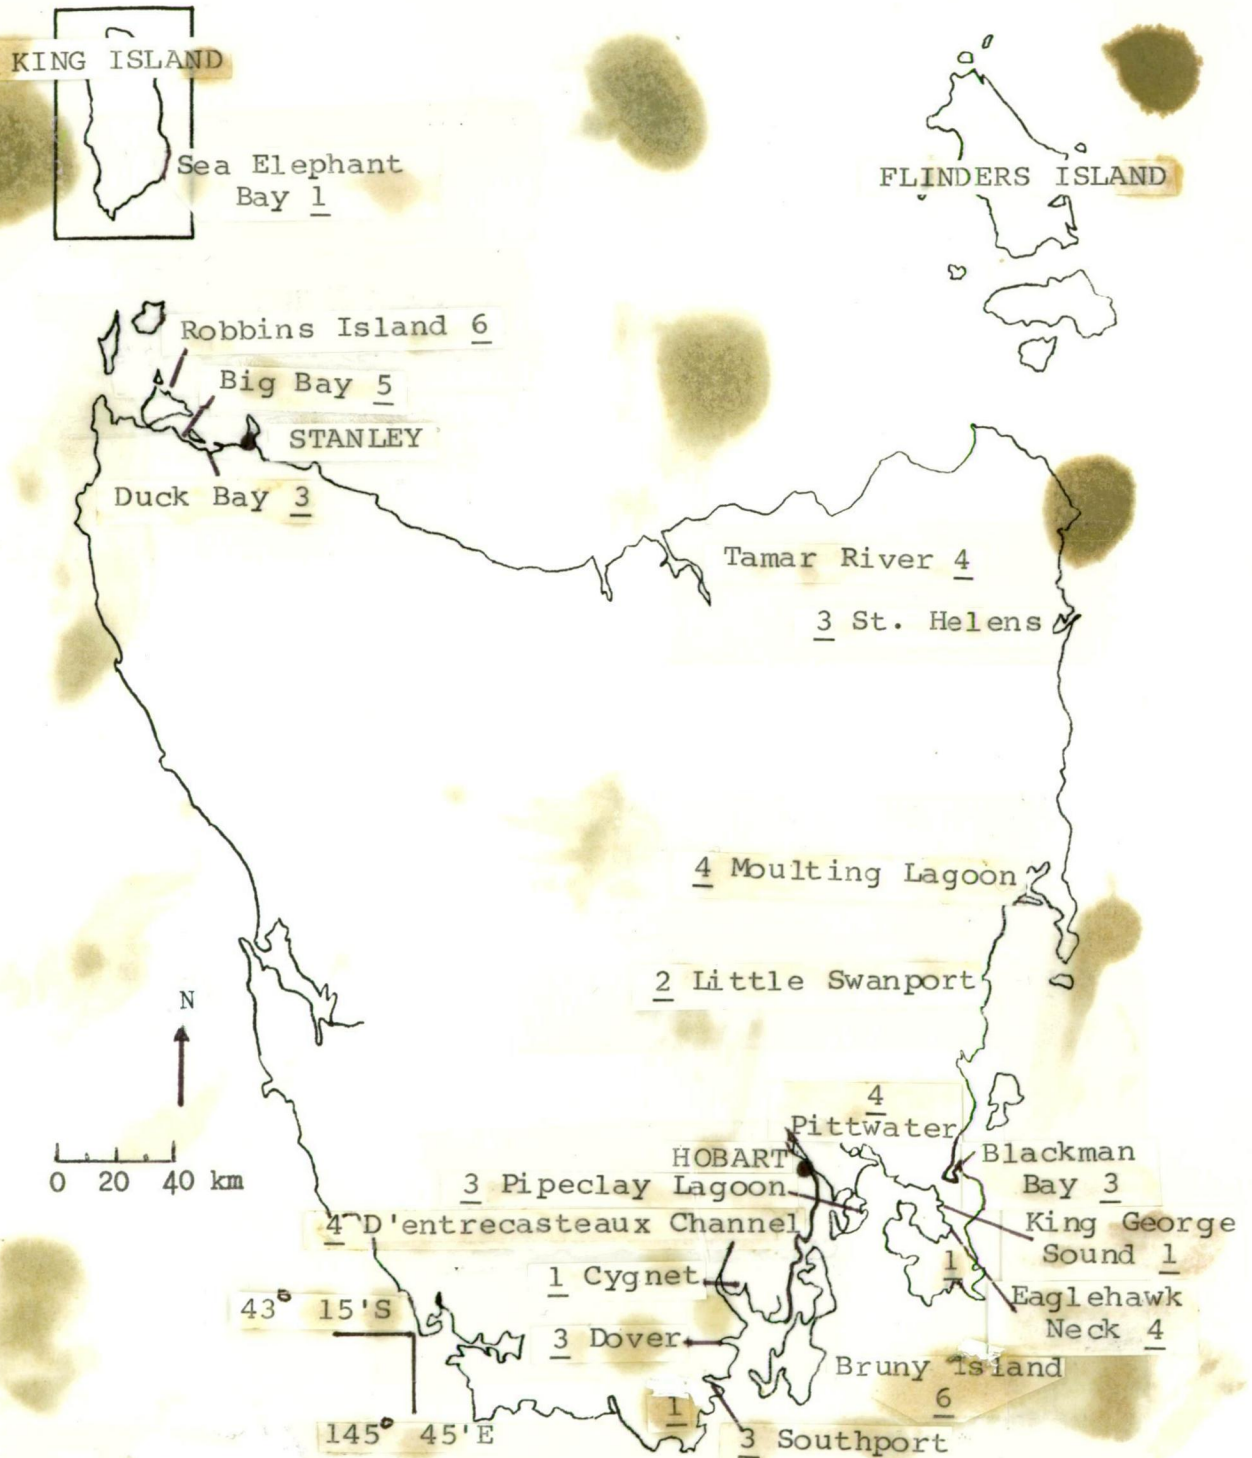 KING ISLAND
Sea Elephant
Bay 1
FLINDERS ISLAND
Robbins Island 6
Big Bay 5
STANLEY
Duck Bay 3
Tamar River 4
3 St. Helens
4 Moulting Lagoon
2 Little Swanport
N
0 20 40 km
4
Pittwater
HOBART
Blackman
Bay 3
3 Pipeclay Lagoon
4 D'entrecasteaux Channel
King George
Sound 1
1
1 Cygnet
Eaglehawk
Neck 4
43° 15'S
3 Dover
Bruny Island
6
1
145° 45'E
3 Southport